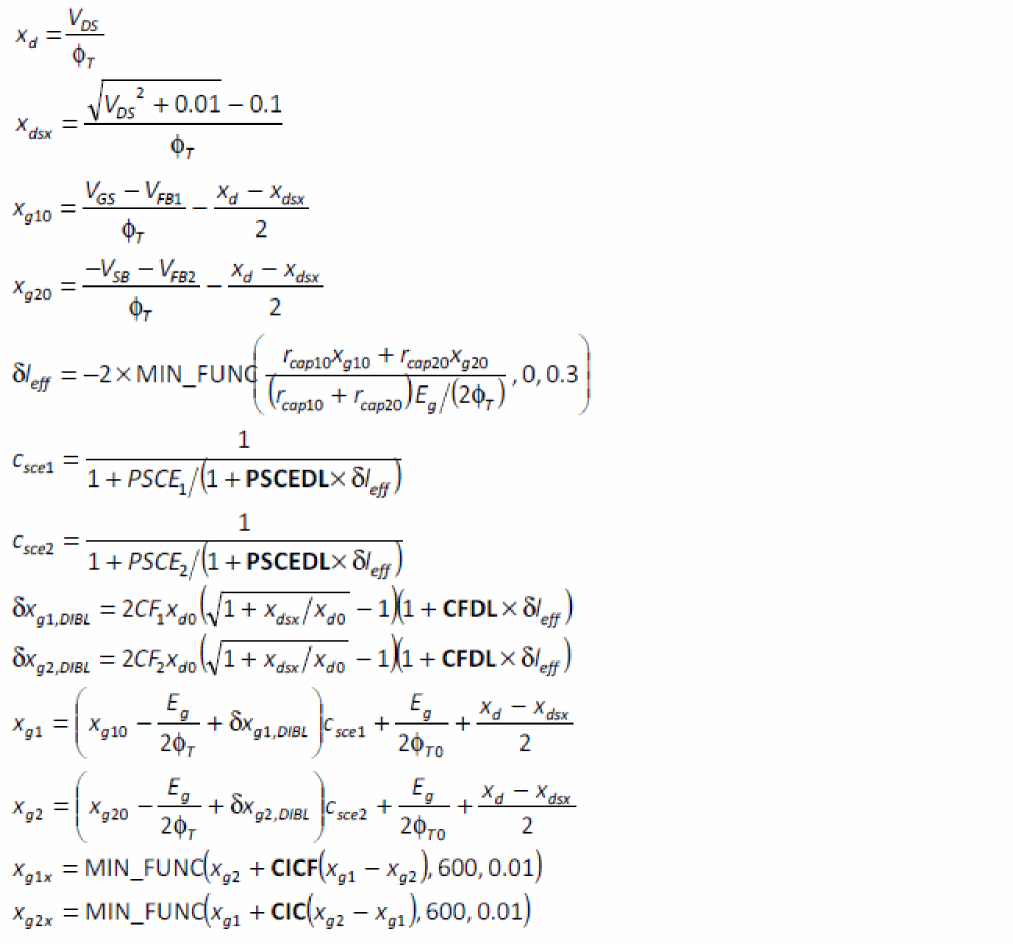 x_d = V_DS / ϕ_T
x_dsx = (√(V_DS² + 0.01) − 0.1) / ϕ_T
x_g10 = (V_GS − V_FB1) / ϕ_T − (x_d − x_dsx) / 2
x_g20 = (−V_SB − V_FB2) / ϕ_T − (x_d − x_dsx) / 2
δl_eff = −2 × MIN_FUNC( (r_cap10 x_g10 + r_cap20 x_g20) / ((r_cap10 + r_cap20) E_g/(2ϕ_T)) , 0, 0.3 )
c_sce1 = 1 / (1 + PSCE_1/(1 + PSCEDL × δl_eff))
c_sce2 = 1 / (1 + PSCE_2/(1 + PSCEDL × δl_eff))
δx_g1,DIBL = 2CF_1 x_d0 (√(1 + x_dsx/x_d0) − 1)(1 + CFDL × δl_eff)
δx_g2,DIBL = 2CF_2 x_d0 (√(1 + x_dsx/x_d0) − 1)(1 + CFDL × δl_eff)
x_g1 = ( x_g10 − E_g / 2ϕ_T + δx_g1,DIBL ) c_sce1 + E_g / 2ϕ_T0 + (x_d − x_dsx) / 2
x_g2 = ( x_g20 − E_g / 2ϕ_T + δx_g2,DIBL ) c_sce2 + E_g / 2ϕ_T0 + (x_d − x_dsx) / 2
x_g1x = MIN_FUNC(x_g2 + CICF(x_g1 − x_g2), 600, 0.01)
x_g2x = MIN_FUNC(x_g1 + CIC(x_g2 − x_g1), 600, 0.01)